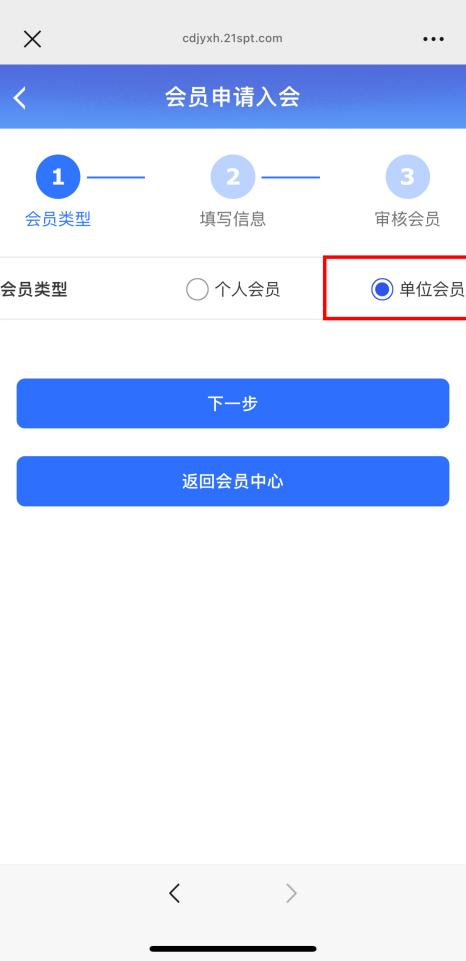 cdjyxh.21spt.com
会员申请入会
1 2 3
会员类型 填写信息 审核会员
会员类型 个人会员 单位会员
下一步
返回会员中心